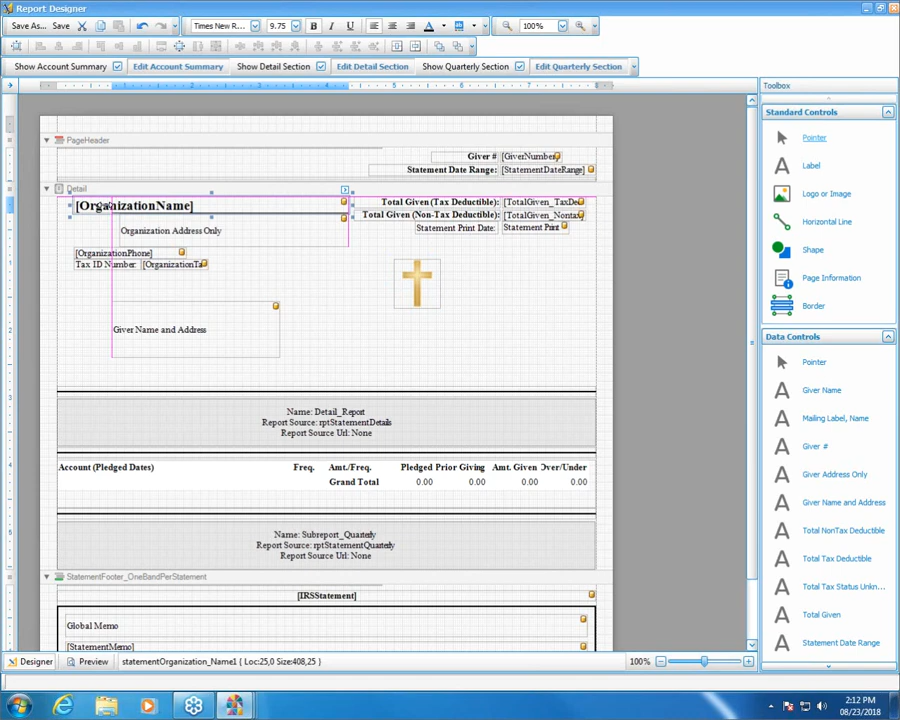 Report Designer
Save As... Save Times New R... 9.75 B I U A ab 100%
Show Account Summary Edit Account Summary Show Detail Section Edit Detail Section Show Quarterly Section Edit Quarterly Section
PageHeader
Giver # [GiverNumber]
Statement Date Range: [StatementDateRange]
Detail
[OrganizationName]
Total Given (Tax Deductible): [TotalGiven_TaxDe
Total Given (Non-Tax Deductible): [TotalGiven_Nontax
Organization Address Only
Statement Print Date: Statement Print
[OrganizationPhone]
Tax ID Number: [OrganizationTa
Giver Name and Address
Name: Detail_Report
Report Source: rptStatementDetails
Report Source Url: None
Account (Pledged Dates) Freq. Amt./Freq. Pledged Prior Giving Amt. Given Over/Under
Grand Total 0.00 0.00 0.00 0.00
Name: Subreport_Quarterly
Report Source: rptStatementQuarterly
Report Source Url: None
StatementFooter_OneBandPerStatement
[IRSStatement]
Global Memo
[StatementMemo]
Toolbox
Standard Controls
Pointer
Label
Logo or Image
Horizontal Line
Shape
Page Information
Border
Data Controls
Pointer
Giver Name
Mailing Label, Name
Giver #
Giver Address Only
Giver Name and Address
Total NonTax Deductible
Total Tax Deductible
Total Tax Status Unkn...
Total Given
Statement Date Range
Designer Preview statementOrganization_Name1 { Loc:25,0 Size:408,25 } 100%
2:12 PM
08/23/2018